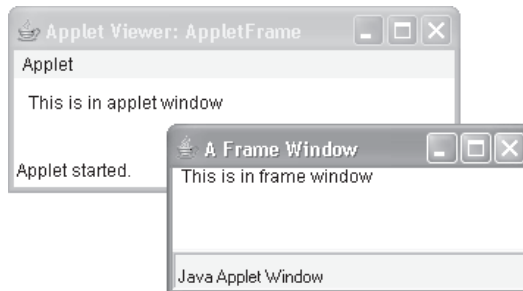 Applet Viewer: AppletFrame
Applet
This is in applet window
Applet started.
A Frame Window
This is in frame window
Java Applet Window